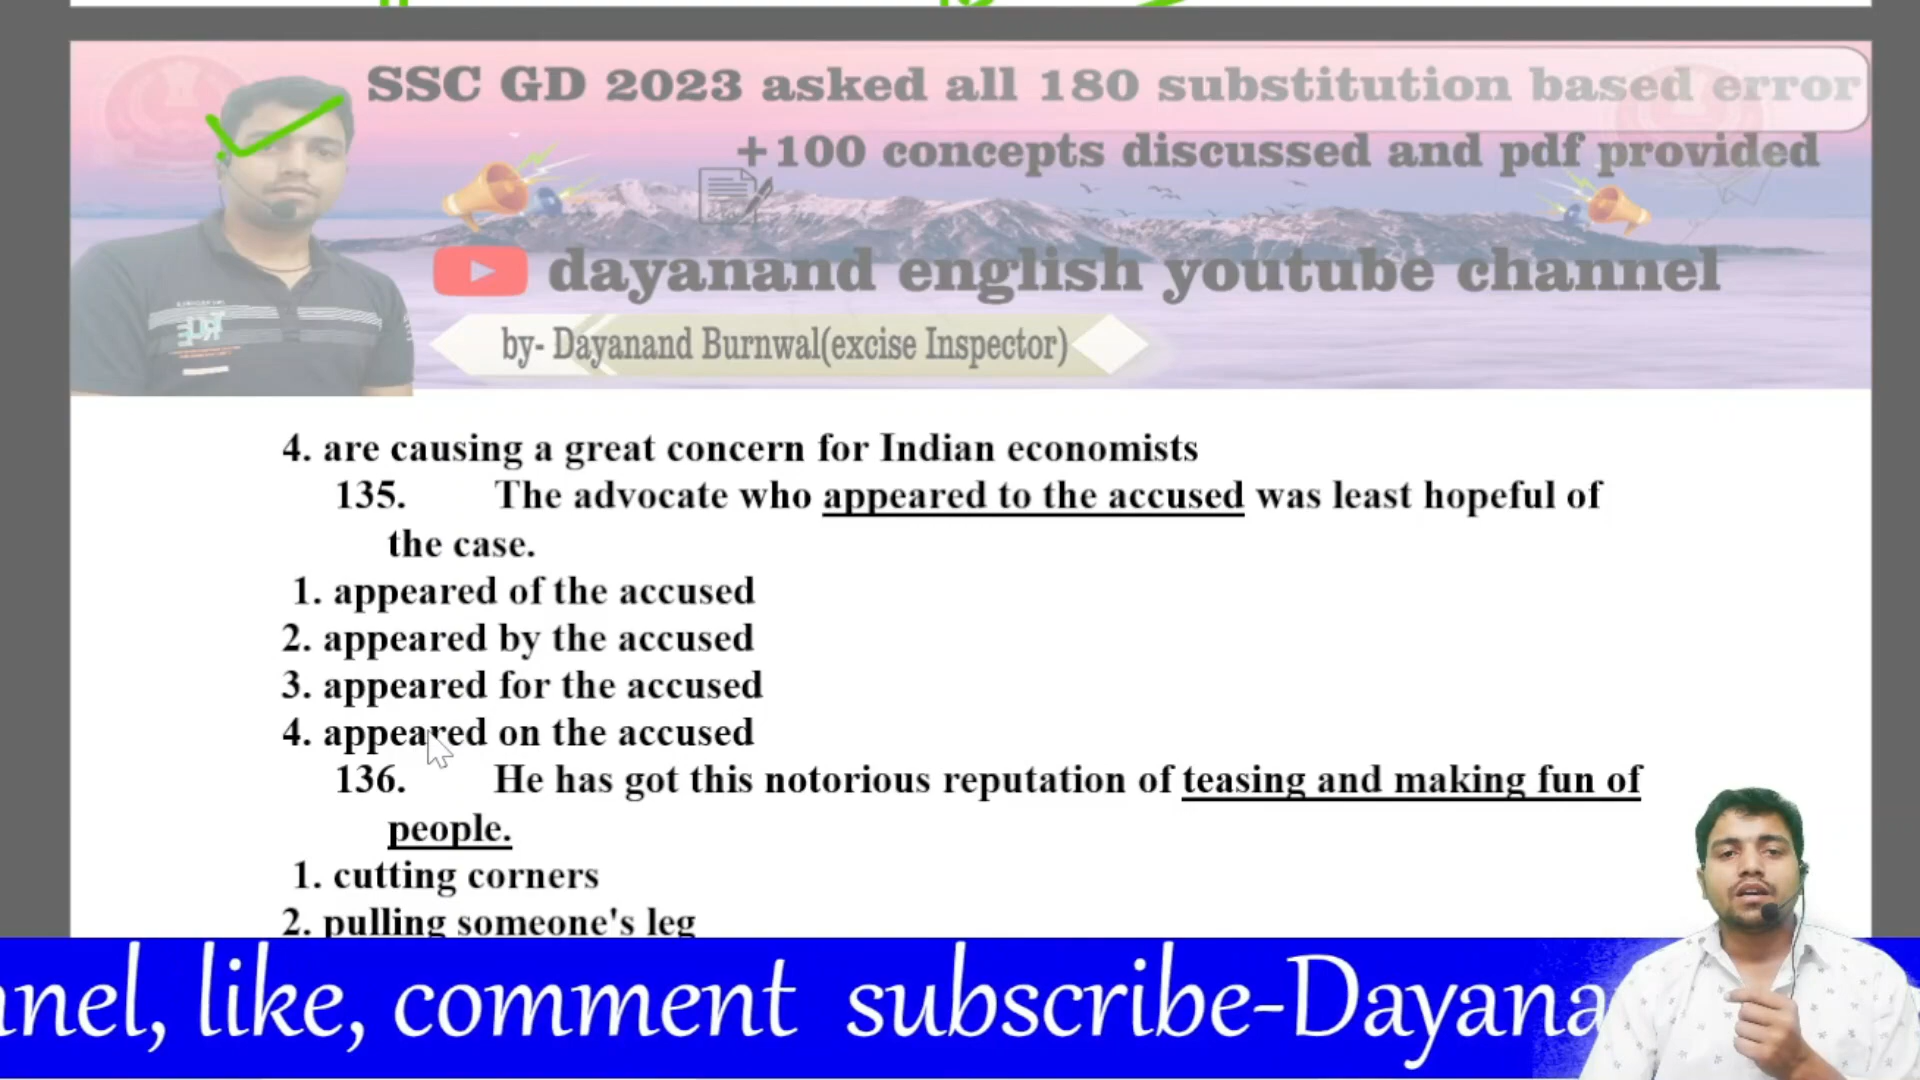 SSC GD 2023 asked all 180 substitution based error
+100 concepts discussed and pdf provided
dayanand english youtube channel
by- Dayanand Burnwal(excise Inspector)
4. are causing a great concern for Indian economists
135. The advocate who appeared to the accused was least hopeful of
the case.
1. appeared of the accused
2. appeared by the accused
3. appeared for the accused
4. appeared on the accused
136. He has got this notorious reputation of teasing and making fun of
people.
1. cutting corners
2. pulling someone's leg
nnel, like, comment subscribe-Dayana